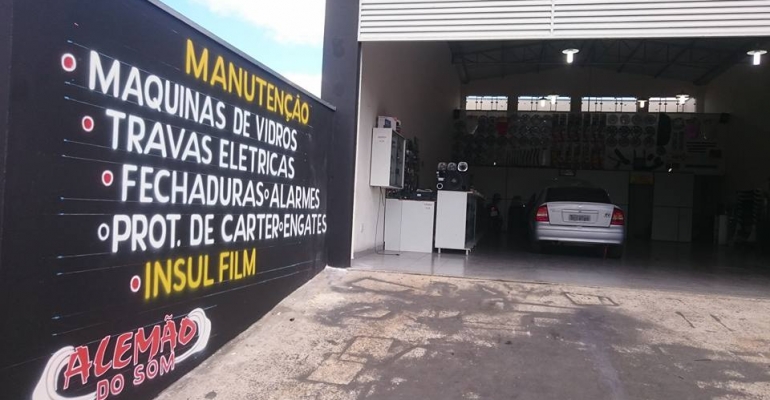 MANUTENÇÃO
MAQUINAS DE VIDROS
TRAVAS ELETRICAS
FECHADURAS ALARMES
PROT. DE CARTER ENGATES
INSUL FILM
ALEMÃO
DO SOM